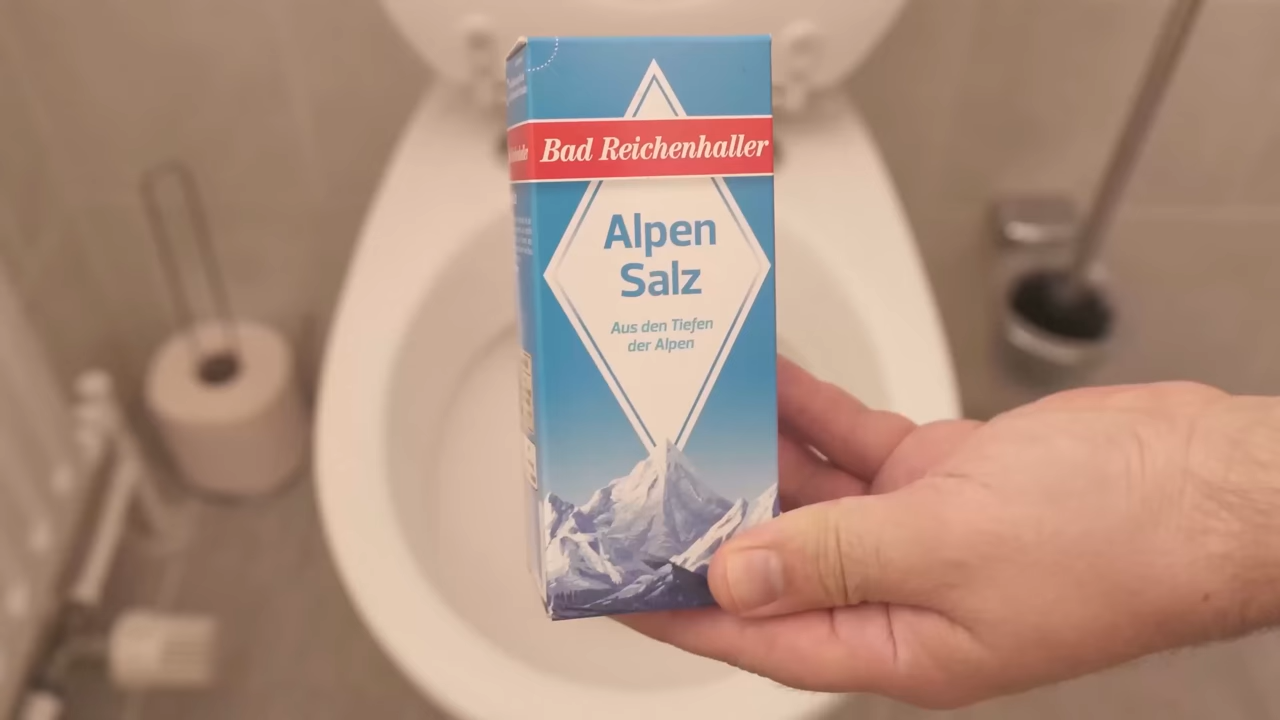 Bad Reichenhaller
Alpen
Salz
Aus den Tiefen
der Alpen